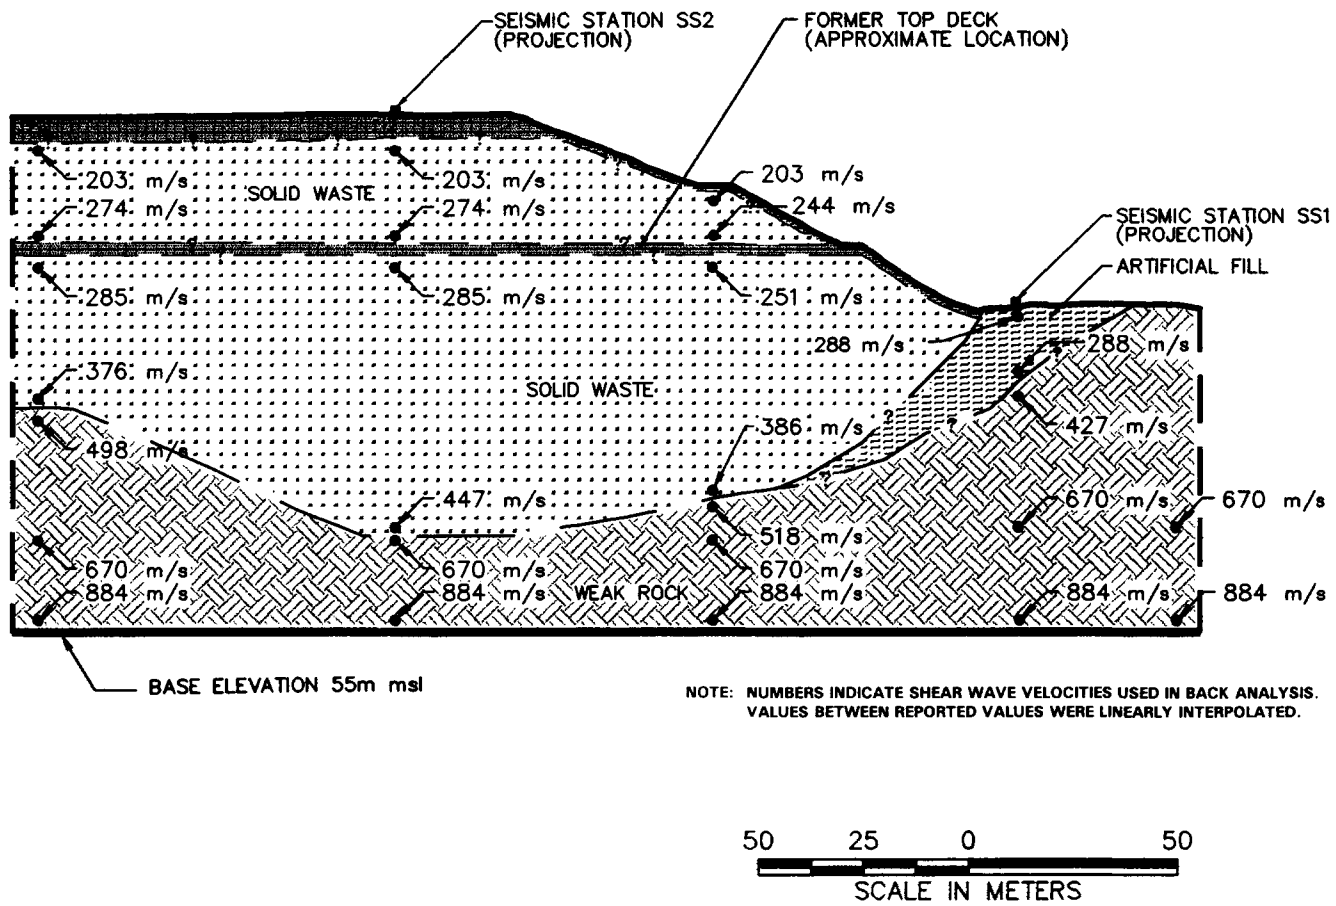 SEISMIC STATION SS2
(PROJECTION)
FORMER TOP DECK
(APPROXIMATE LOCATION)
203 m/s
203 m/s
203 m/s
SOLID WASTE
274 m/s
274 m/s
244 m/s
SEISMIC STATION SS1
(PROJECTION)
ARTIFICIAL FILL
285 m/s
285 m/s
251 m/s
288 m/s
288 m/s
?
376 m/s
SOLID WASTE
386 m/s
?
?
427 m/s
498 m/s
447 m/s
670 m/s
670 m/s
518 m/s
670 m/s
670 m/s
670 m/s
884 m/s
884 m/s
WEAK ROCK
884 m/s
884 m/s
884 m/s
BASE ELEVATION 55m msl
NOTE: NUMBERS INDICATE SHEAR WAVE VELOCITIES USED IN BACK ANALYSIS.
VALUES BETWEEN REPORTED VALUES WERE LINEARLY INTERPOLATED.
50 25 0 50
SCALE IN METERS